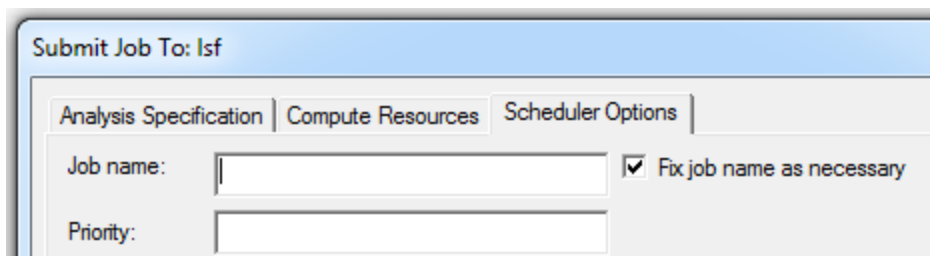 Submit Job To: lsf
Analysis Specification Compute Resources Scheduler Options
Job name: Fix job name as necessary
Priority: